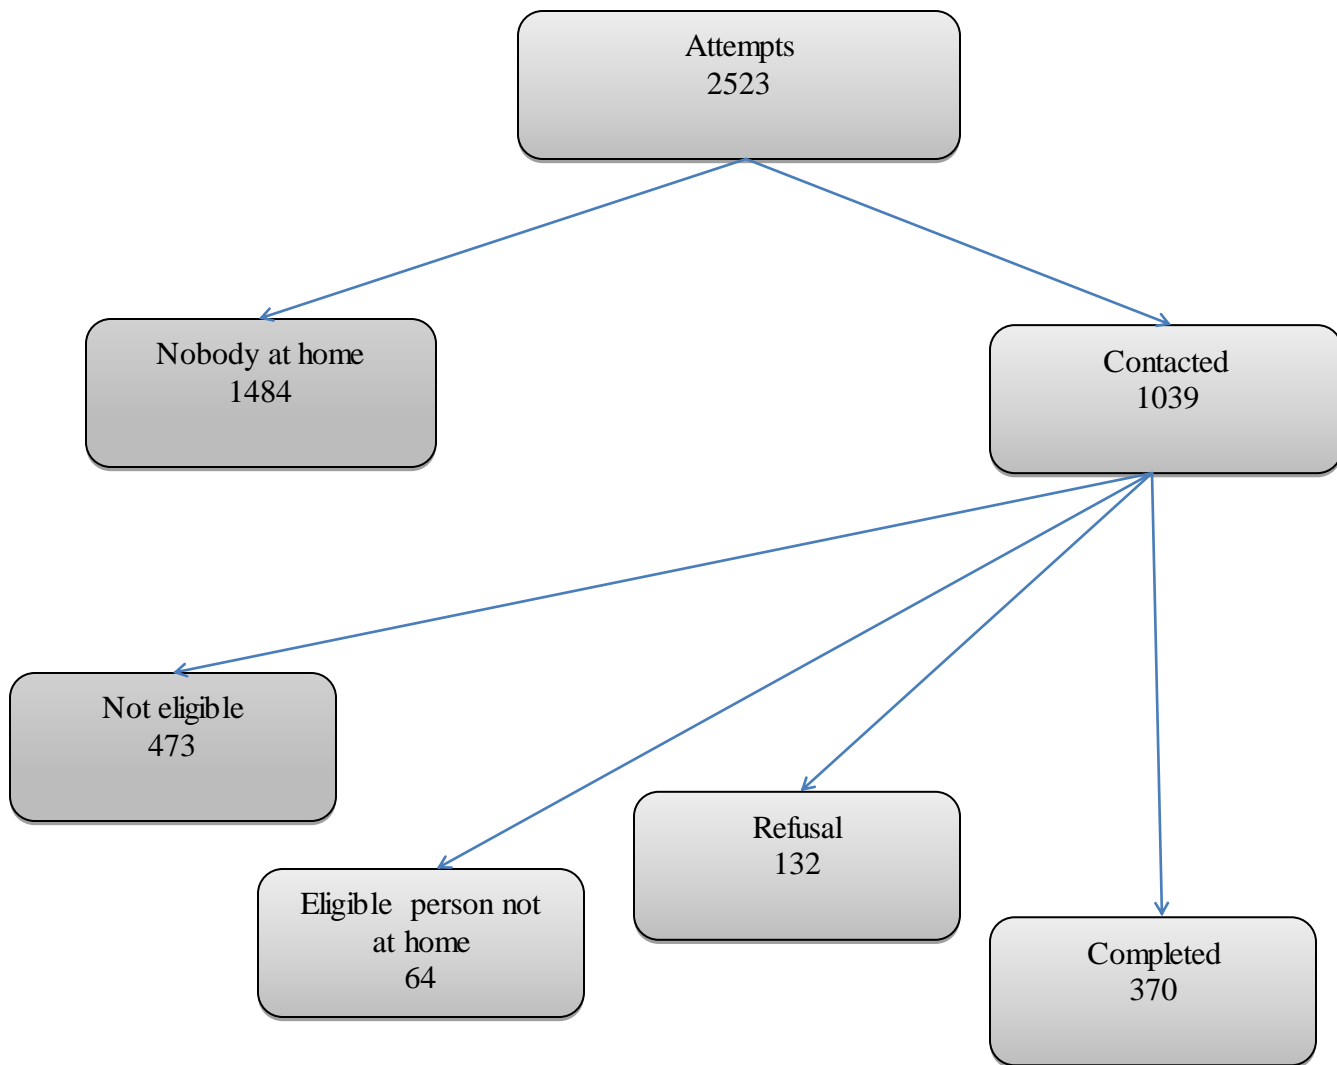 Attempts
2523
Nobody at home
1484
Contacted
1039
Not eligible
473
Eligible person not
at home
64
Refusal
132
Completed
370